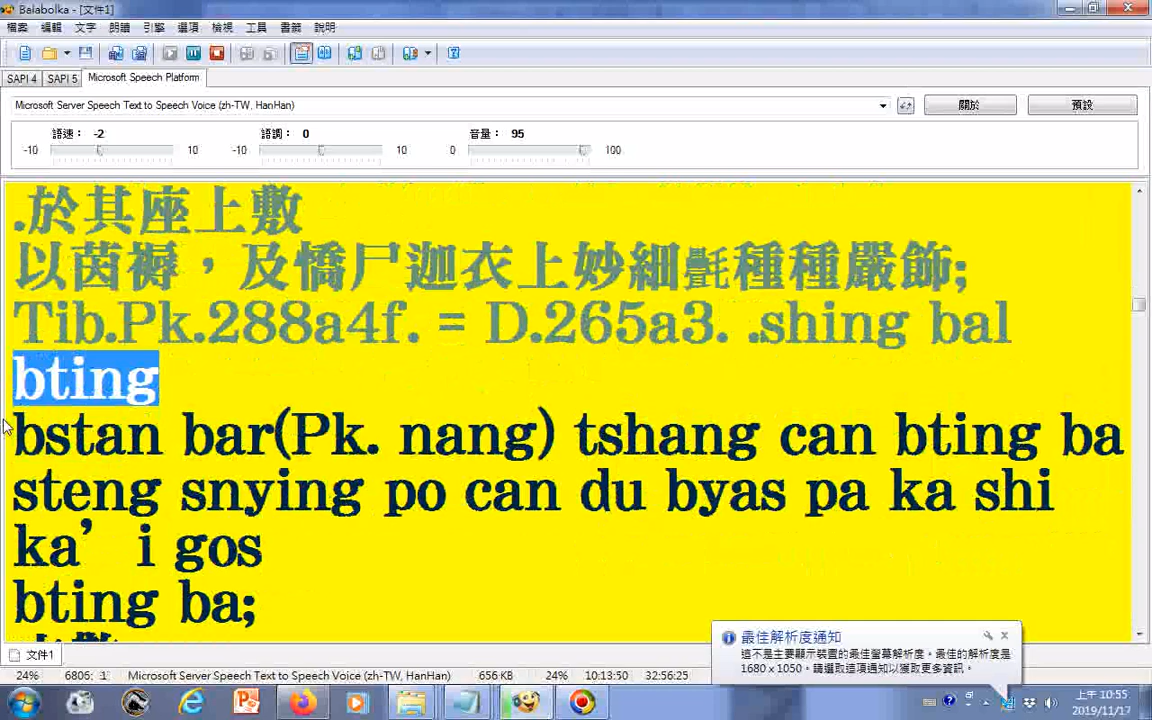 Balabolka - [文件1]
檔案 編輯 文字 朗讀 引擎 選項 檢視 工具 書籤 說明
SAPI 4 SAPI 5 Microsoft Speech Platform
Microsoft Server Speech Text to Speech Voice (zh-TW, HanHan) 關於 預設
語速： -2 語調： 0 音量： 95
-10 10 -10 10 0 100
.於其座上敷
以茵褥，及憍尸迦衣上妙細㲲種種嚴飾;
Tib.Pk.288a4f. = D.265a3. .shing bal
bting
bstan bar(Pk. nang) tshang can bting ba
steng snying po can du byas pa ka shi
ka’ i gos
bting ba;
最佳解析度通知
這不是主要顯示裝置的最佳螢幕解析度。最佳的解析度是
1680 x 1050。請選取這項通知以獲取更多資訊。
文件1
24% 6805: 1 Microsoft Server Speech Text to Speech Voice (zh-TW, HanHan) 656 KB 24% 10:13:50 32:56:25
上午 10:55
2019/11/17